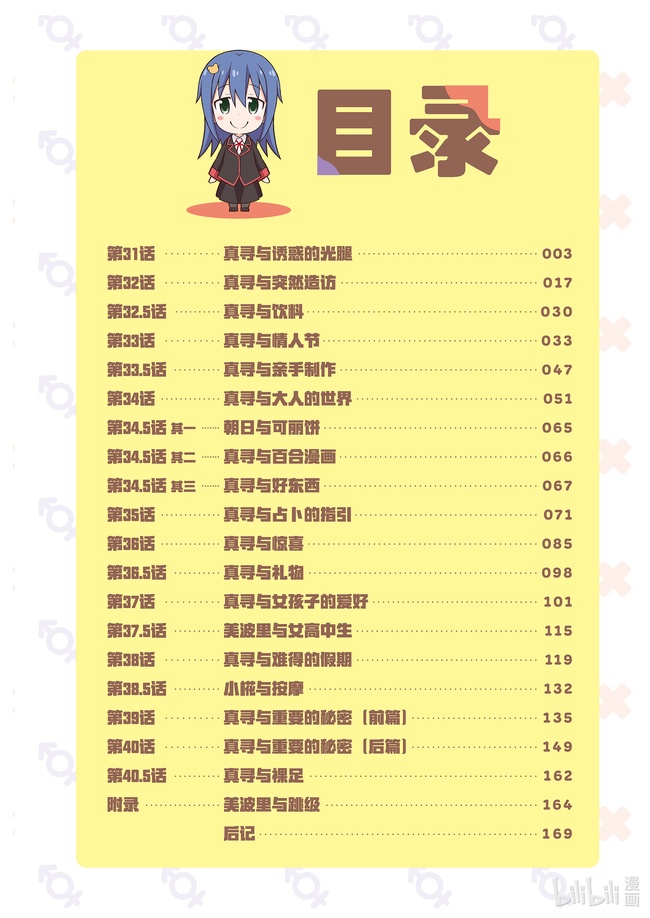 目录
第31话 ·········· 真寻与诱惑的光腿 ·········· 003
第32话 ·········· 真寻与突然造访 ·········· 017
第32.5话 ·········· 真寻与饮料 ·········· 030
第33话 ·········· 真寻与情人节 ·········· 033
第33.5话 ·········· 真寻与亲手制作 ·········· 047
第34话 ·········· 真寻与大人的世界 ·········· 051
第34.5话 其一 ······ 朝日与可丽饼 ·········· 065
第34.5话 其二 ······ 真寻与百合漫画 ·········· 066
第34.5话 其三 ······ 真寻与好东西 ·········· 067
第35话 ·········· 真寻与占卜的指引 ·········· 071
第36话 ·········· 真寻与惊喜 ·········· 085
第36.5话 ·········· 真寻与礼物 ·········· 098
第37话 ·········· 真寻与女孩子的爱好 ·········· 101
第37.5话 ·········· 美波里与女高中生 ·········· 115
第38话 ·········· 真寻与难得的假期 ·········· 119
第38.5话 ·········· 小椛与按摩 ·········· 132
第39话 ·········· 真寻与重要的秘密（前篇） ·········· 135
第40话 ·········· 真寻与重要的秘密（后篇） ·········· 149
第40.5话 ·········· 真寻与裸足 ·········· 162
附录 ·········· 美波里与跳级 ·········· 164
后记 ·········· 169
bilibili 漫画